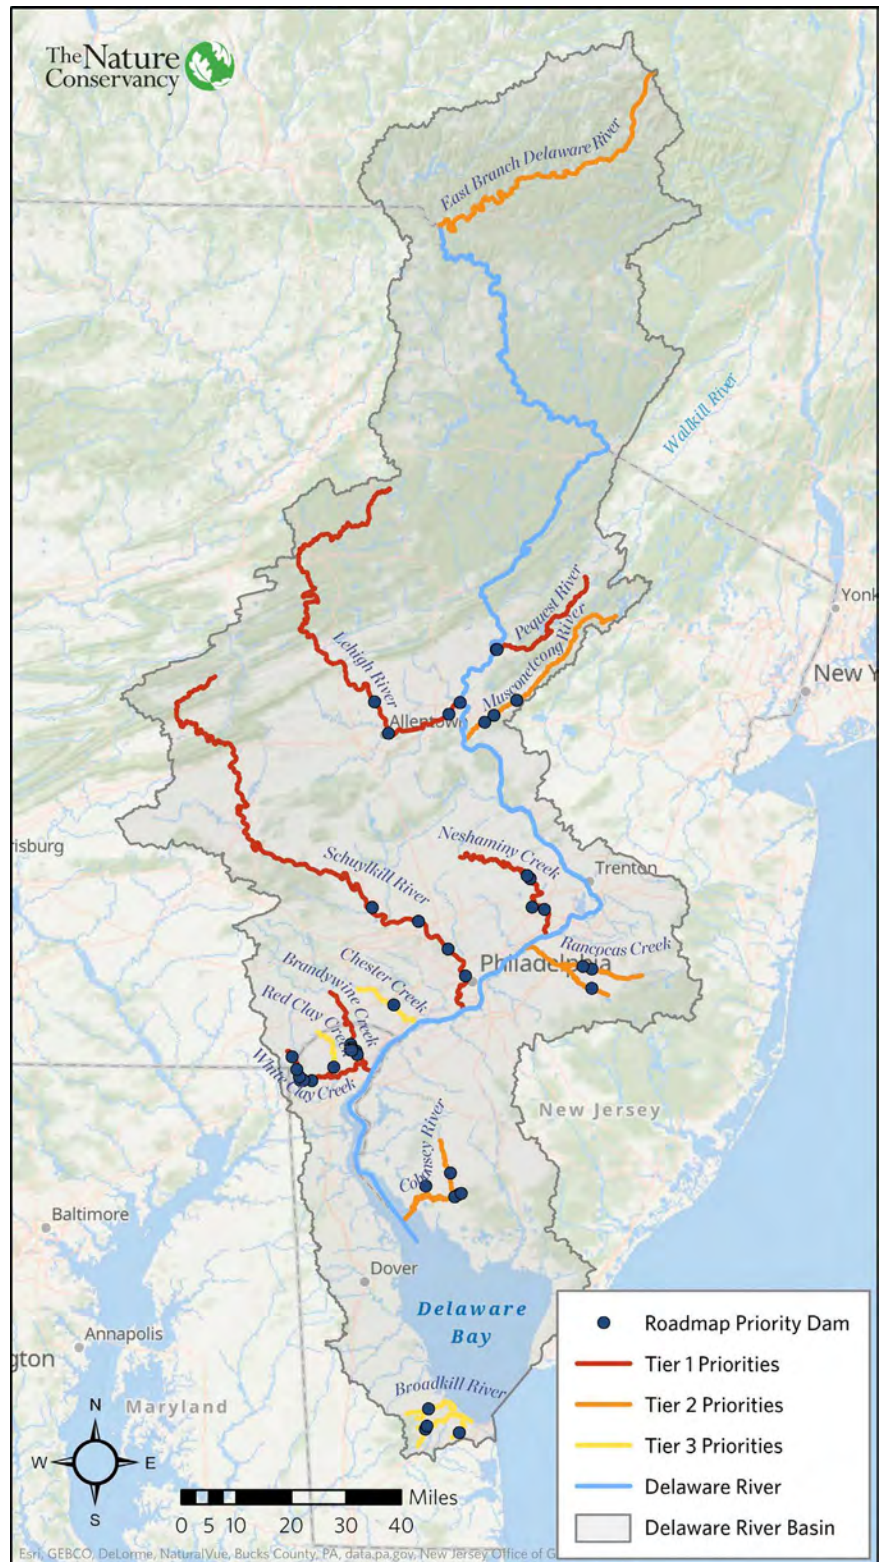 The Nature
Conservancy
East Branch Delaware River
Wallkill River
Pequest River
Yonk
Musconetcong River
New Y
Lehigh River
Allentown
risburg
Neshaminy Creek
Trenton
Schuylkill River
Rancocas Creek
Philadelphia
Chester Creek
Brandywine Creek
Red Clay Creek
White Clay Creek
New Jersey
Cohansey River
Baltimore
Dover
Delaware
Bay
Annapolis
gton
Broadkill River
Maryland
N
W
E
S
Miles
0 5 10 20 30 40
Roadmap Priority Dam
Tier 1 Priorities
Tier 2 Priorities
Tier 3 Priorities
Delaware River
Delaware River Basin
Esri, GEBCO, DeLorme, NaturalVue, Bucks County, PA, data.pa.gov, New Jersey Office of G